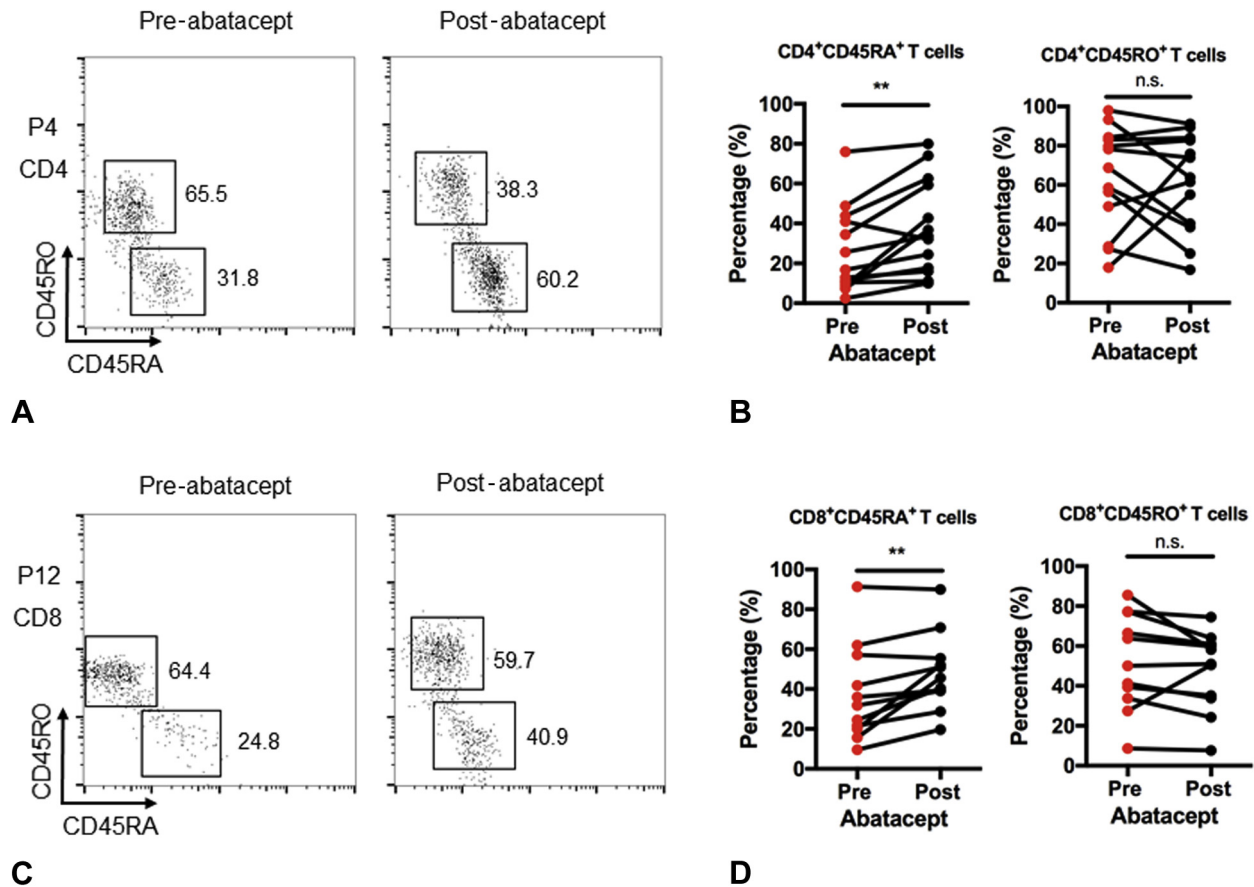 A
Pre-abatacept
Post-abatacept
P4
CD4
65.5
31.8
38.3
60.2
CD45RO
CD45RA
B
CD4+CD45RA+ T cells
**
Percentage (%)
100
80
60
40
20
0
Pre
Post
Abatacept
CD4+CD45RO+ T cells
n.s.
Percentage (%)
100
80
60
40
20
0
Pre
Post
Abatacept
C
Pre-abatacept
Post-abatacept
P12
CD8
64.4
24.8
59.7
40.9
CD45RO
CD45RA
D
CD8+CD45RA+ T cells
**
Percentage (%)
100
80
60
40
20
0
Pre
Post
Abatacept
CD8+CD45RO+ T cells
n.s.
Percentage (%)
100
80
60
40
20
0
Pre
Post
Abatacept